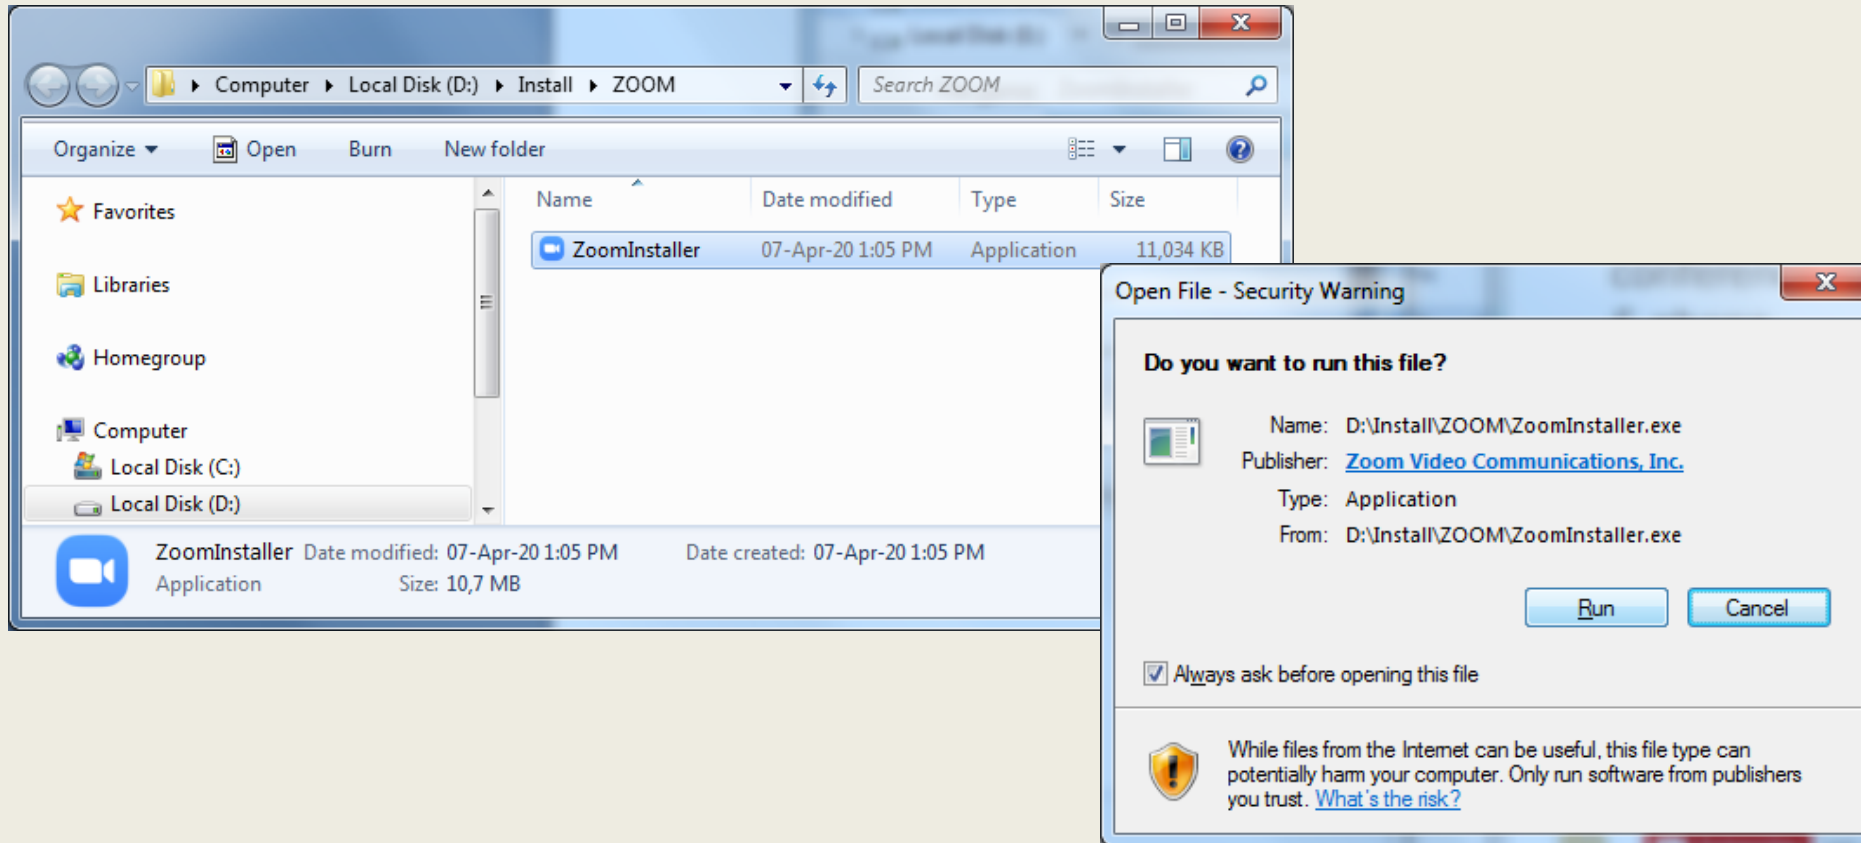 Computer Local Disk (D:) Install ZOOM Search ZOOM
Organize Open Burn New folder
Name Date modified Type Size
Favorites
ZoomInstaller 07-Apr-20 1:05 PM Application 11,034 KB
Libraries
Homegroup
Computer
Local Disk (C:)
Local Disk (D:)
ZoomInstaller Date modified: 07-Apr-20 1:05 PM Date created: 07-Apr-20 1:05 PM
Application Size: 10,7 MB
Open File - Security Warning
Do you want to run this file?
Name: D:\Install\ZOOM\ZoomInstaller.exe
Publisher: Zoom Video Communications, Inc.
Type: Application
From: D:\Install\ZOOM\ZoomInstaller.exe
Run Cancel
Always ask before opening this file
While files from the Internet can be useful, this file type can
potentially harm your computer. Only run software from publishers
you trust. What's the risk?